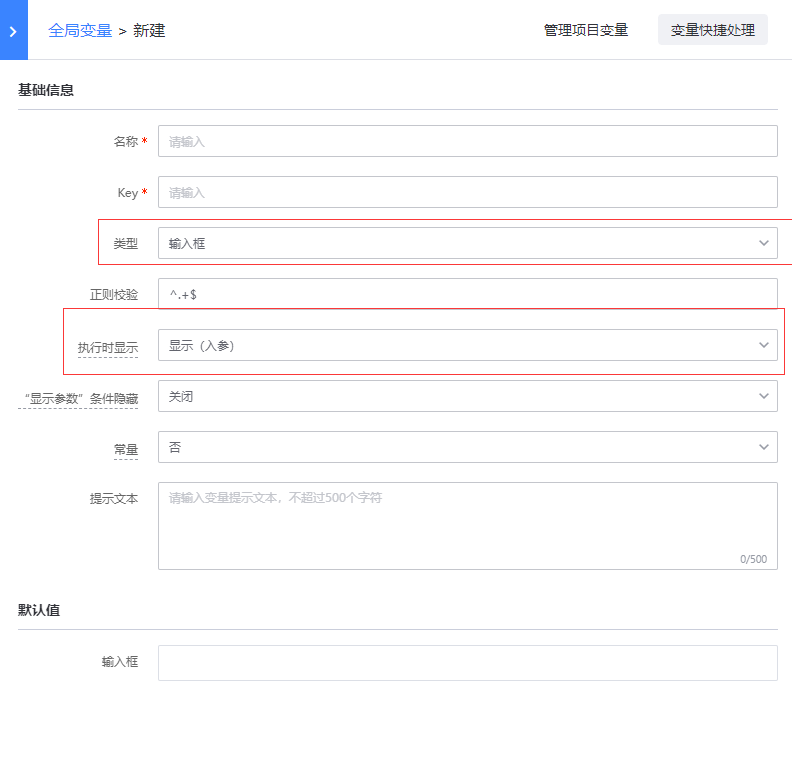 全局变量 > 新建 管理项目变量 变量快捷处理
基础信息
名称 * 请输入
Key * 请输入
类型 输入框
正则校验 ^.+$
执行时显示 显示（入参）
“显示参数”条件隐藏 关闭
常量 否
提示文本 请输入变量提示文本，不超过500个字符
0/500
默认值
输入框